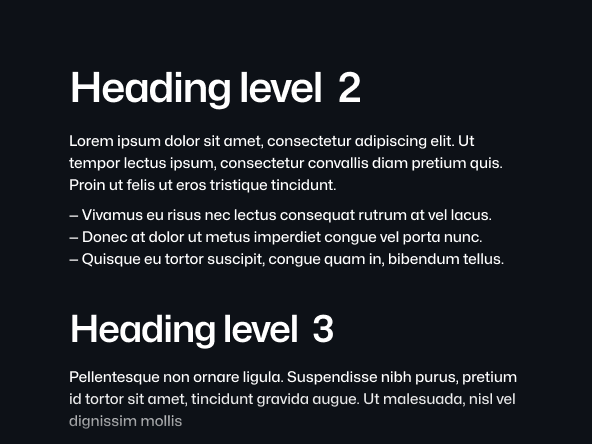 Heading level 2
Lorem ipsum dolor sit amet, consectetur adipiscing elit. Ut
tempor lectus ipsum, consectetur convallis diam pretium quis.
Proin ut felis ut eros tristique tincidunt.
– Vivamus eu risus nec lectus consequat rutrum at vel lacus.
– Donec at dolor ut metus imperdiet congue vel porta nunc.
– Quisque eu tortor suscipit, congue quam in, bibendum tellus.
Heading level 3
Pellentesque non ornare ligula. Suspendisse nibh purus, pretium
id tortor sit amet, tincidunt gravida augue. Ut malesuada, nisl vel
dignissim mollis